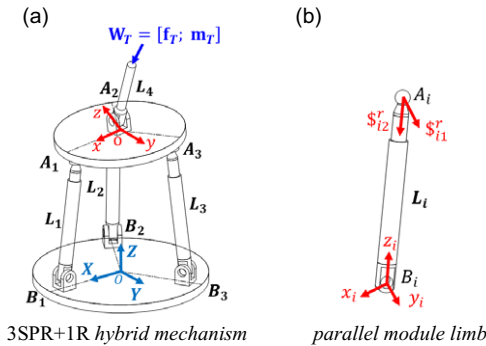 (a)
(b)
W_T = [f_T; m_T]
A_2
L_4
z
o
x
y
A_1
A_3
L_2
L_1
L_3
B_2
Z
X
O
Y
B_1
B_3
3SPR+1R hybrid mechanism
A_i
$^r_{i2}
$^r_{i1}
L_i
z_i
B_i
x_i
y_i
parallel module limb